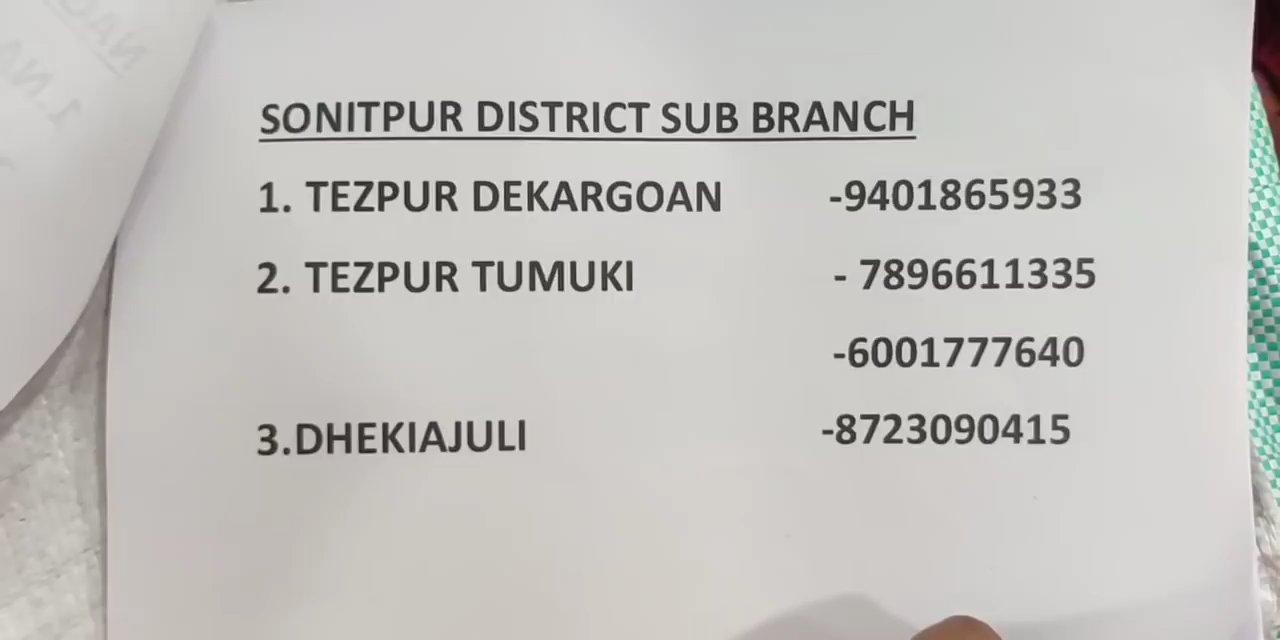 SONITPUR DISTRICT SUB BRANCH
1. TEZPUR DEKARGOAN -9401865933
2. TEZPUR TUMUKI - 7896611335
-6001777640
3.DHEKIAJULI -8723090415